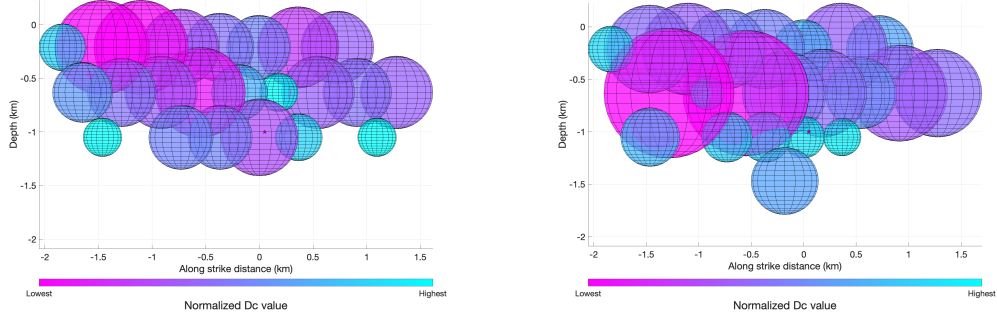 0
-0.5
-1
-1.5
-2
Depth (km)
-2 -1.5 -1 -0.5 0 0.5 1 1.5
Along strike distance (km)
Lowest Highest
Normalized Dc value
0
-0.5
-1
-1.5
-2
Depth (km)
-2 -1.5 -1 -0.5 0 0.5 1 1.5
Along strike distance (km)
Lowest Highest
Normalized Dc value